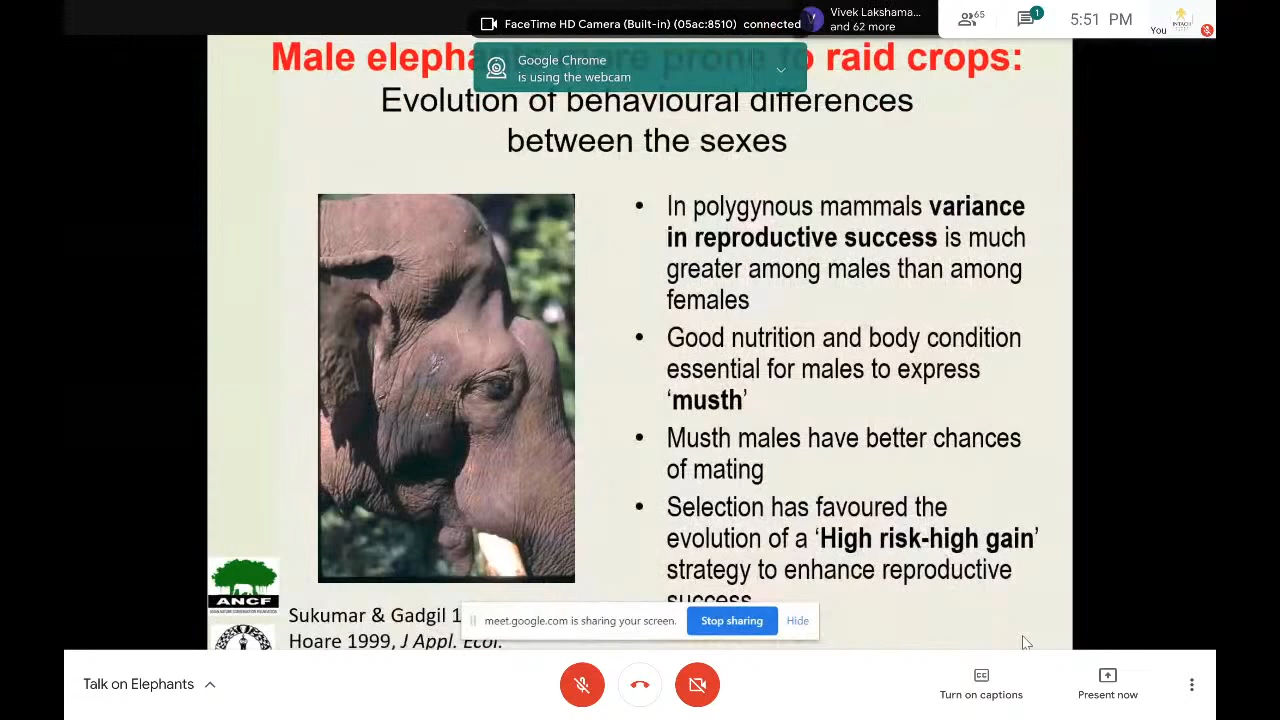 FaceTime HD Camera (Built-in) (05ac:8510) connected
Vivek Lakshama...
and 62 more
65
1
5:51 PM
You
Google Chrome
is using the webcam
Male eleph prone raid crops:
Evolution of behavioural differences
between the sexes
• In polygynous mammals variance
in reproductive success is much
greater among males than among
females
• Good nutrition and body condition
essential for males to express
‘musth’
• Musth males have better chances
of mating
• Selection has favoured the
evolution of a ‘High risk-high gain’
strategy to enhance reproductive
success
ANCF
Sukumar & Gadgil 1
Hoare 1999, J Appl. Ecol.
meet.google.com is sharing your screen.
Stop sharing
Hide
Talk on Elephants
CC
Turn on captions
Present now